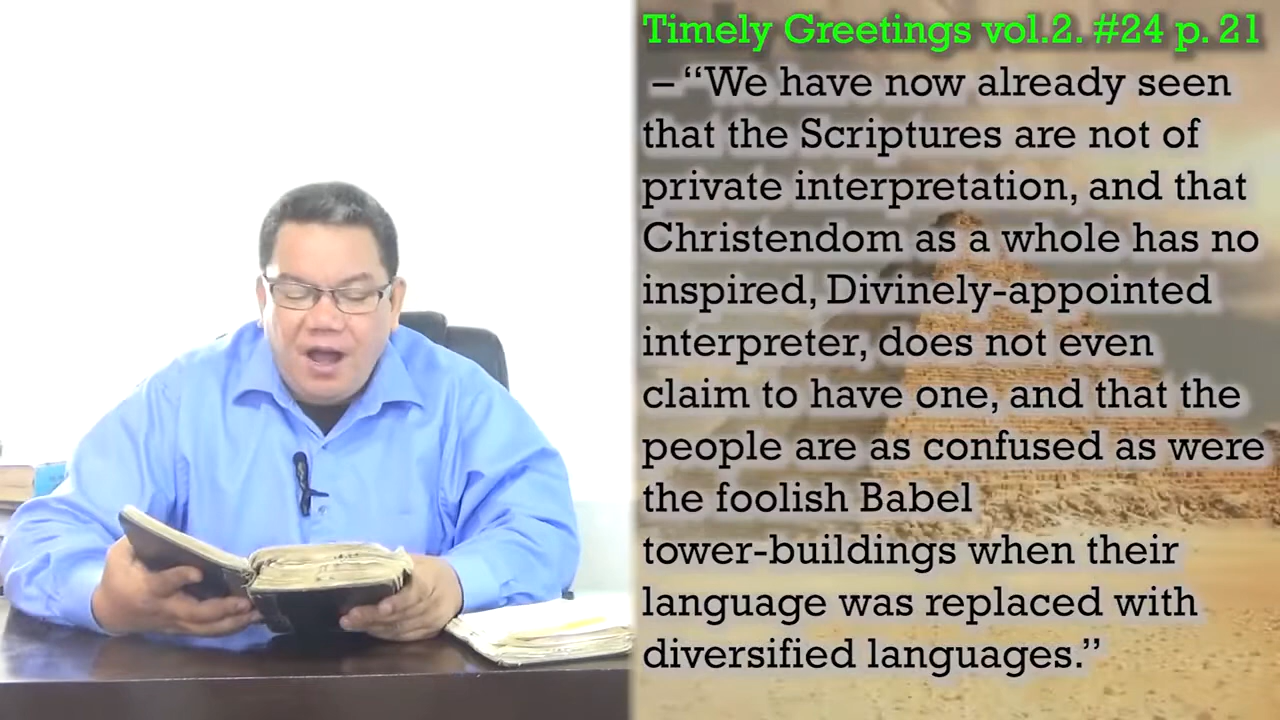 Timely Greetings vol.2. #24 p. 21
– “We have now already seen
that the Scriptures are not of
private interpretation, and that
Christendom as a whole has no
inspired, Divinely-appointed
interpreter, does not even
claim to have one, and that the
people are as confused as were
the foolish Babel
tower-buildings when their
language was replaced with
diversified languages.”